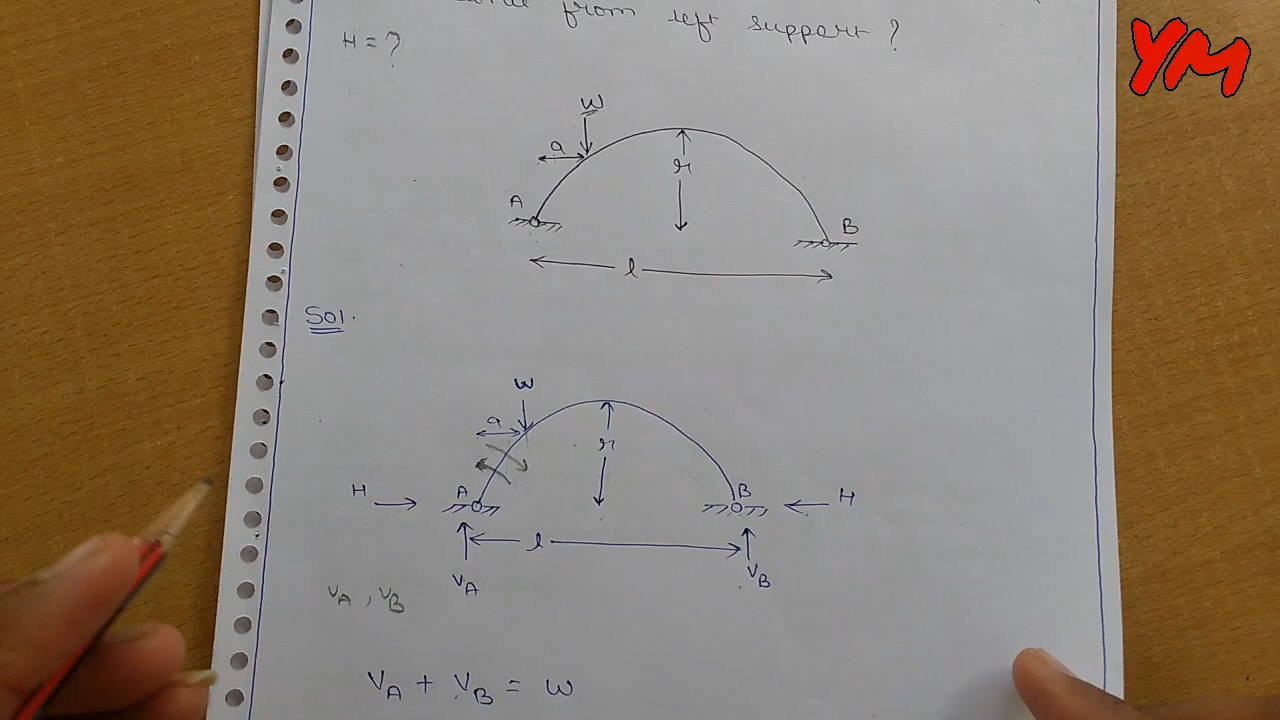 from left support ?
H = ?
YM
W
a
r
A
B
l
Sol.
W
a
r
H
A
B
H
l
VA
VB
VA , VB
VA + VB = W